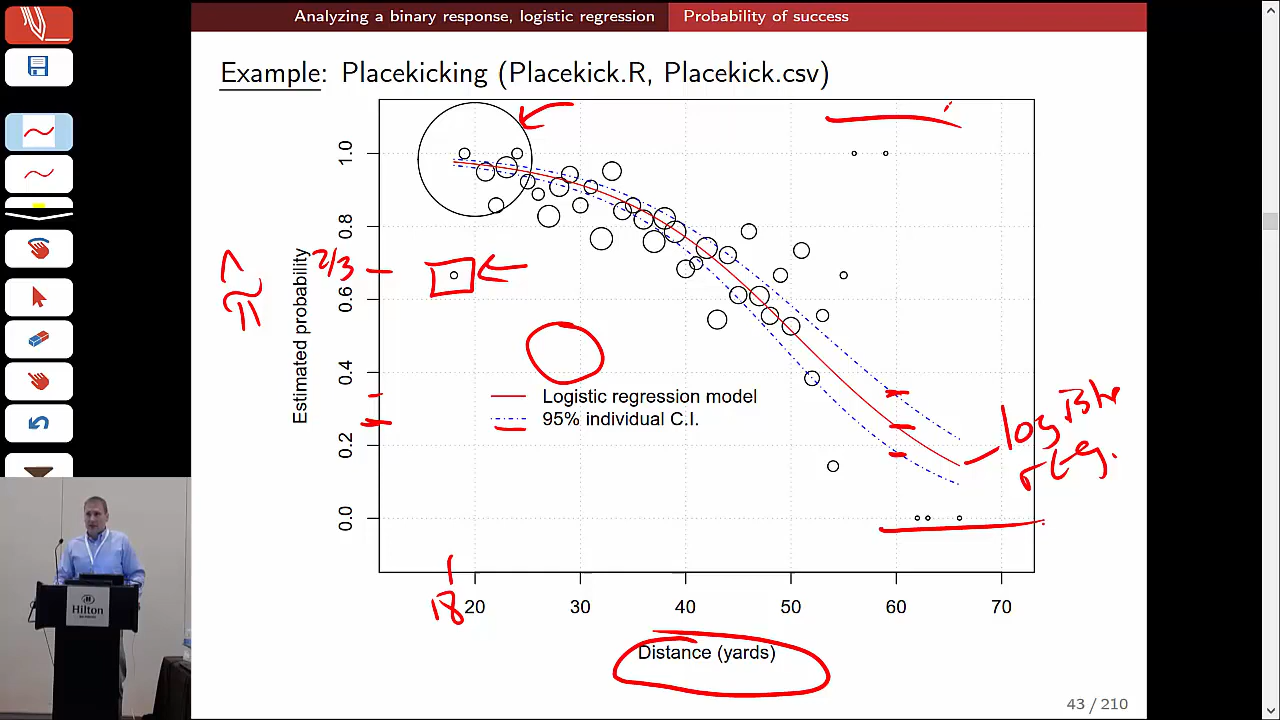 Analyzing a binary response, logistic regression Probability of success
Example: Placekicking (Placekick.R, Placekick.csv)
1.0
0.8
2/3
π̂
0.6
Estimated probability
0.4
Logistic regression model
95% individual C.I.
0.2
0.0
18
20 30 40 50 60 70
Distance (yards)
Hilton
43 / 210